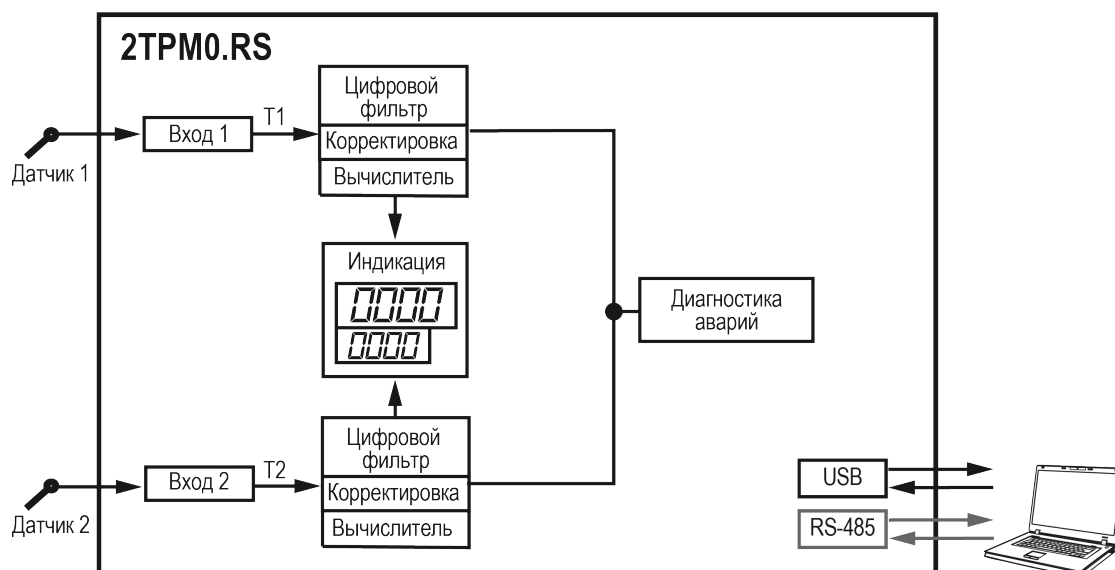 2ТРМ0.RS
Цифровой
фильтр
Вход 1
T1
Корректировка
Датчик 1
Вычислитель
Индикация
0000
0000
Диагностика
аварий
Цифровой
фильтр
Вход 2
T2
Корректировка
Датчик 2
Вычислитель
USB
RS-485